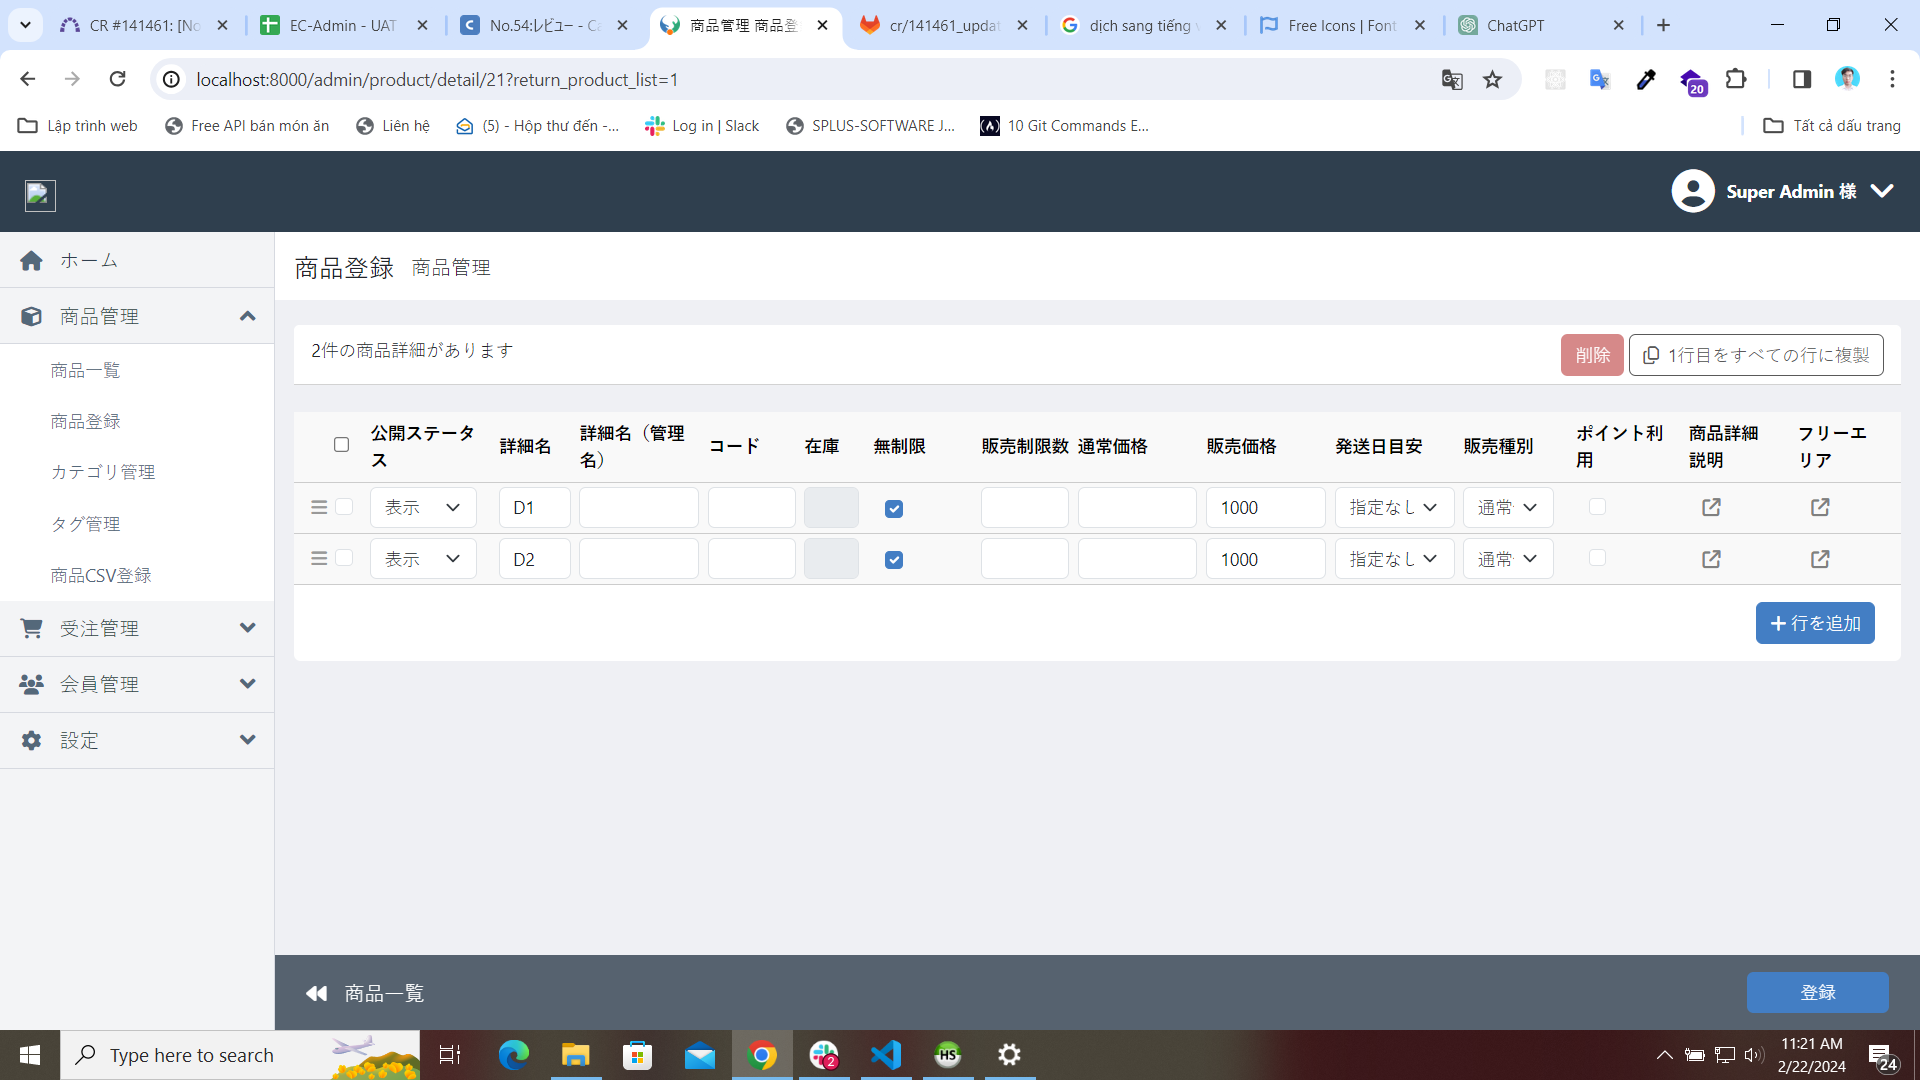 CR #141461: [No
EC-Admin - UAT
No.54:レビュー - Ca
商品管理 商品登
cr/141461_updat
dịch sang tiếng v
Free Icons | Font
ChatGPT
localhost:8000/admin/product/detail/21?return_product_list=1
20
Lập trình web
Free API bán món ăn
Liên hệ
(5) - Hộp thư đến -...
Log in | Slack
SPLUS-SOFTWARE J...
10 Git Commands E...
Tất cả dấu trang
Super Admin 様
ホーム
商品管理
商品一覧
商品登録
カテゴリ管理
タグ管理
商品CSV登録
受注管理
会員管理
設定
商品登録 商品管理
2件の商品詳細があります
削除
1行目をすべての行に複製
公開ステータス 詳細名 詳細名（管理名） コード 在庫 無制限 販売制限数 通常価格 販売価格 発送日目安 販売種別 ポイント利用 商品詳細説明 フリーエリア
表示 D1 1000 指定なし 通常
表示 D2 1000 指定なし 通常
行を追加
商品一覧
登録
Type here to search
2
HS
11:21 AM
2/22/2024
24